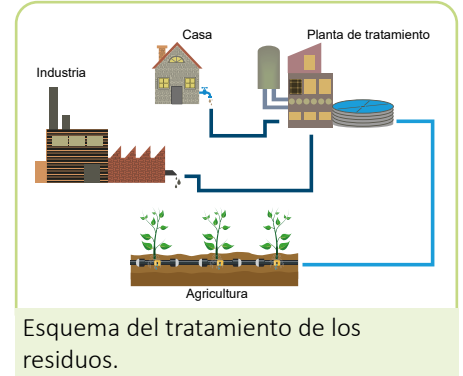 Casa
Planta de tratamiento
Industria
Agricultura
Esquema del tratamiento de los
residuos.